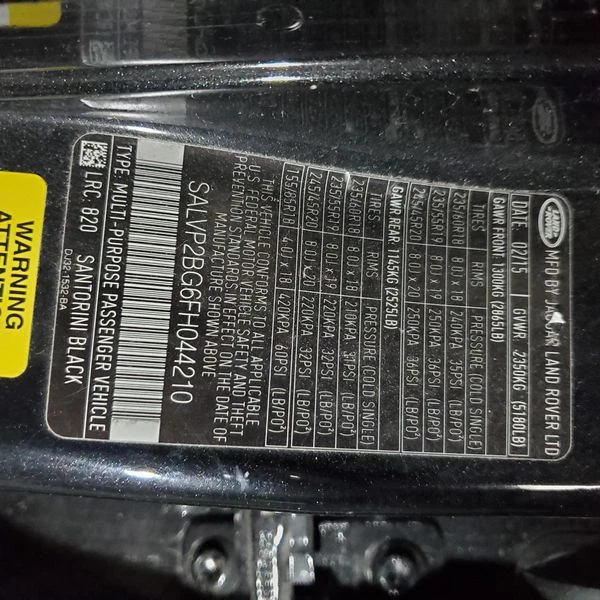 LAND ROVER
MFD BY JAGUAR LAND ROVER LTD
DATE: 02/15 GVWR: 2350KG (5180LB)
GAWR FRONT: 1300KG (2865LB)
TIRES RIMS PRESSURE (COLD SINGLE)
235/60R18 8.0J x 18 240KPA 35PSI (LB/PO²)
235/55R19 8.0J x 19 250KPA 36PSI (LB/PO²)
245/45R20 8.0J x 20 250KPA 36PSI (LB/PO²)
GAWR REAR: 1145KG (2525LB)
TIRES RIMS PRESSURE (COLD SINGLE)
235/60R18 8.0J x 18 210KPA 31PSI (LB/PO²)
235/55R19 8.0J x 19 220KPA 32PSI (LB/PO²)
245/45R20 8.0J x 20 220KPA 32PSI (LB/PO²)
155/85R18 4.0J x 18 420KPA 60PSI (LB/PO²)
THIS VEHICLE CONFORMS TO ALL APPLICABLE
U.S FEDERAL MOTOR VEHICLE SAFETY AND THEFT
PREVENTION STANDARDS IN EFFECT ON THE DATE OF
MANUFACTURE SHOWN ABOVE
SALVP2BG6FH044210
TYPE: MULTI-PURPOSE PASSENGER VEHICLE
LRC: 820 SANTORINI BLACK
DJ32-1532-BA
WARNING